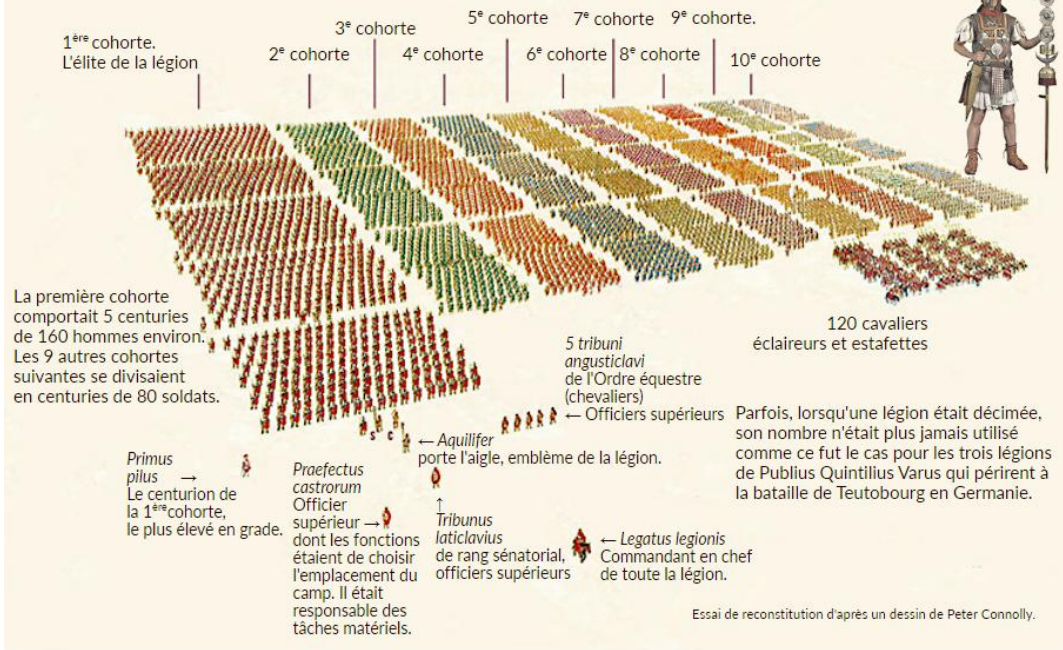 1ère cohorte.
L'élite de la légion
2e cohorte
3e cohorte
4e cohorte
5e cohorte
6e cohorte
7e cohorte
8e cohorte
9e cohorte.
10e cohorte
La première cohorte
comportait 5 centuries
de 160 hommes environ.
Les 9 autres cohortes
suivantes se divisaient
en centuries de 80 soldats.
120 cavaliers
éclaireurs et estafettes
5 tribuni
angusticlavi
de l'Ordre équestre
(chevaliers)
← Officiers supérieurs
Parfois, lorsqu'une légion était décimée,
son nombre n'était plus jamais utilisé
comme ce fut le cas pour les trois légions
de Publius Quintilius Varus qui périrent à
la bataille de Teutobourg en Germanie.
S C
← Aquilifer
porte l'aigle, emblème de la légion.
Primus
pilus →
Le centurion de
la 1ère cohorte,
le plus élevé en grade.
Praefectus
castrorum
Officier
supérieur →
dont les fonctions
étaient de choisir
l'emplacement du
camp. Il était
responsable des
tâches matériels.
↑
Tribunus
laticlavius
de rang sénatorial,
officiers supérieurs
← Legatus legionis
Commandant en chef
de toute la légion.
Essai de reconstitution d'après un dessin de Peter Connolly.